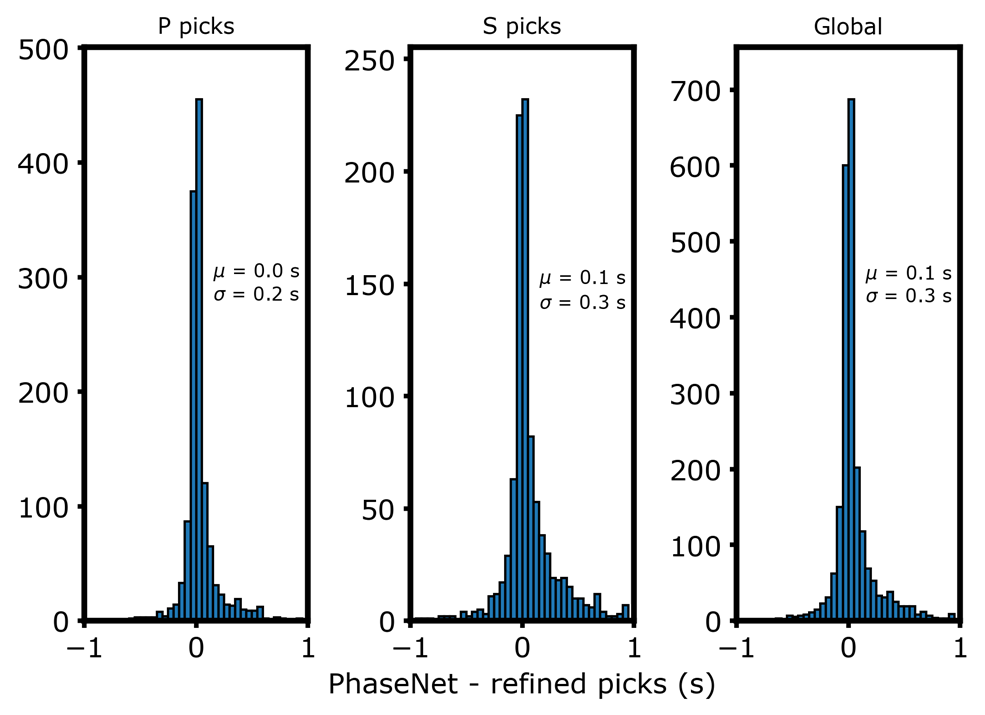 P picks
S picks
Global
500
400
300
200
100
0
μ = 0.0 s
σ = 0.2 s
−1
0
1
250
200
150
100
50
0
μ = 0.1 s
σ = 0.3 s
−1
0
1
700
600
500
400
300
200
100
0
μ = 0.1 s
σ = 0.3 s
−1
0
1
PhaseNet - refined picks (s)